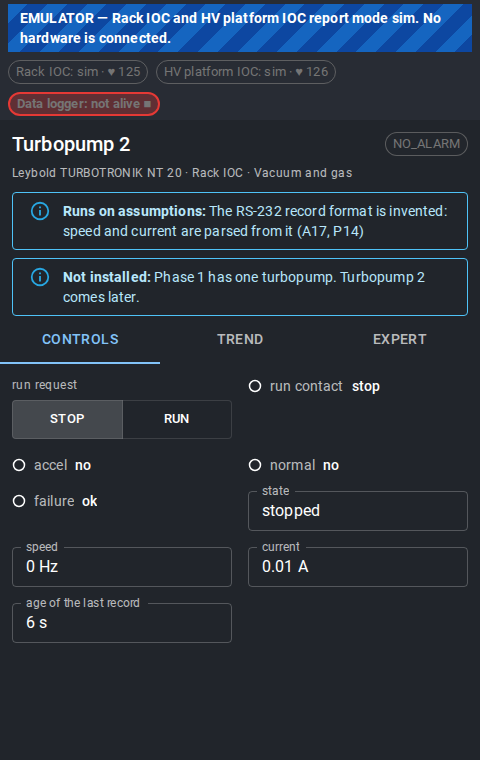 EMULATOR — Rack IOC and HV platform IOC report mode sim. No
hardware is connected.
Rack IOC: sim · ♥ 125
HV platform IOC: sim · ♥ 126
Data logger: not alive ■
Turbopump 2
NO_ALARM
Leybold TURBOTRONIK NT 20 · Rack IOC · Vacuum and gas
Runs on assumptions: The RS-232 record format is invented:
speed and current are parsed from it (A17, P14)
Not installed: Phase 1 has one turbopump. Turbopump 2
comes later.
CONTROLS
TREND
EXPERT
run request
run contact stop
STOP
RUN
accel no
normal no
failure ok
state
stopped
speed
0 Hz
current
0.01 A
age of the last record
6 s